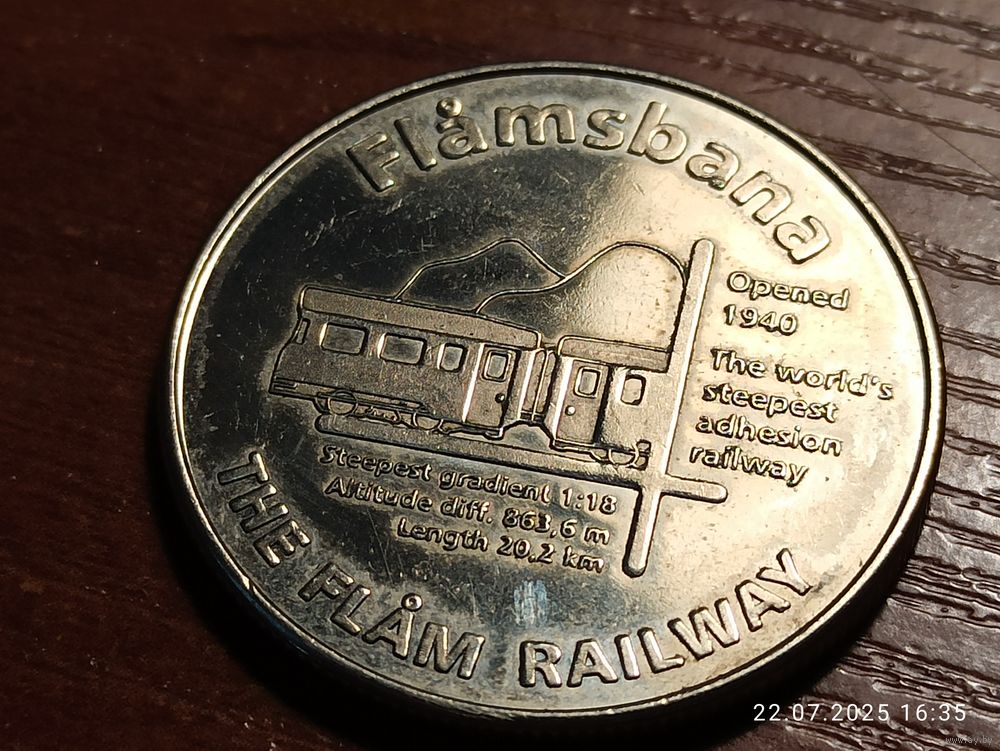 Flåmsbana
Opened
1940
The world's
steepest
adhesion
railway
Steepest gradient 1:18
Altitude diff. 863,6 m
Length 20,2 km
THE FLÅM RAILWAY
22.07.2025 16:35